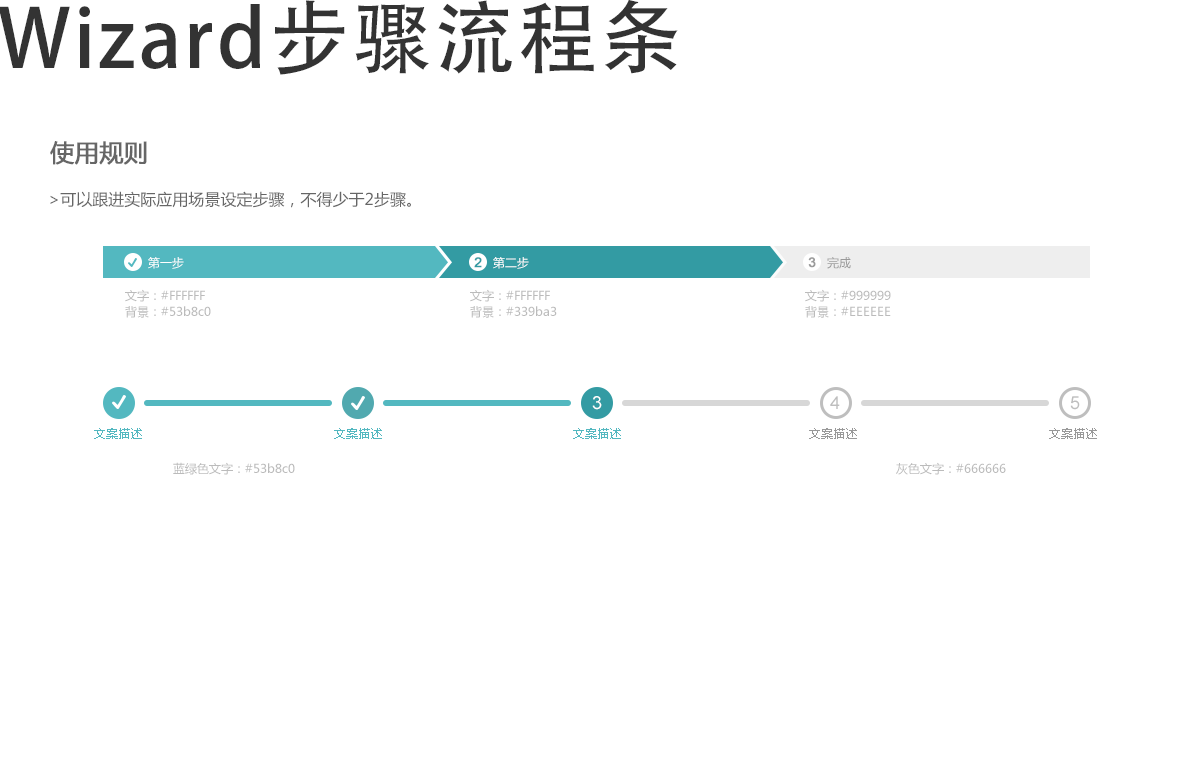 Wizard步骤流程条
使用规则
>可以跟进实际应用场景设定步骤，不得少于2步骤。
第一步 2 第二步 3 完成
文字：#FFFFFF 文字：#FFFFFF 文字：#999999
背景：#53b8c0 背景：#339ba3 背景：#EEEEEE
3 4 5
文案描述 文案描述 文案描述 文案描述 文案描述
蓝绿色文字：#53b8c0 灰色文字：#666666